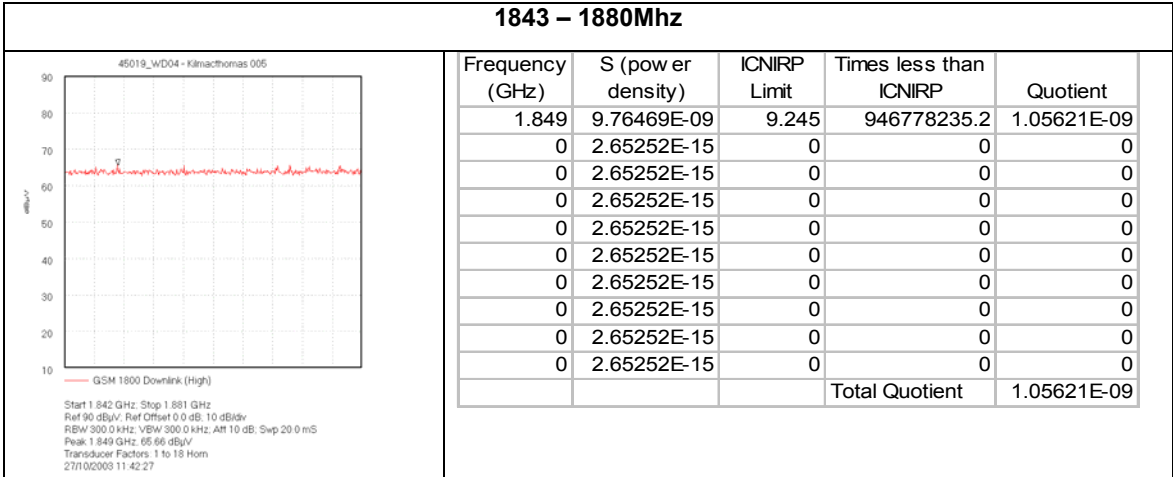 1843 – 1880Mhz
45019_WD04 - Kilmacthomas 005
90
80
70
60
50
40
30
20
10
dBµV
GSM 1800 Downlink (High)
Start 1.842 GHz; Stop 1.881 GHz
Ref 90 dBµV; Ref Offset 0.0 dB; 10 dB/div
RBW 300.0 kHz; VBW 300.0 kHz; Att 10 dB; Swp 20.0 mS
Peak 1.849 GHz, 65.66 dBµV
Transducer Factors: 1 to 18 Horn
27/10/2003 11:42:27
Frequency (GHz) S (pow er density) ICNIRP Limit Times less than ICNIRP Quotient
1.849 9.76469E-09 9.245 946778235.2 1.05621E-09
0 2.65252E-15 0 0 0
0 2.65252E-15 0 0 0
0 2.65252E-15 0 0 0
0 2.65252E-15 0 0 0
0 2.65252E-15 0 0 0
0 2.65252E-15 0 0 0
0 2.65252E-15 0 0 0
0 2.65252E-15 0 0 0
0 2.65252E-15 0 0 0
Total Quotient 1.05621E-09